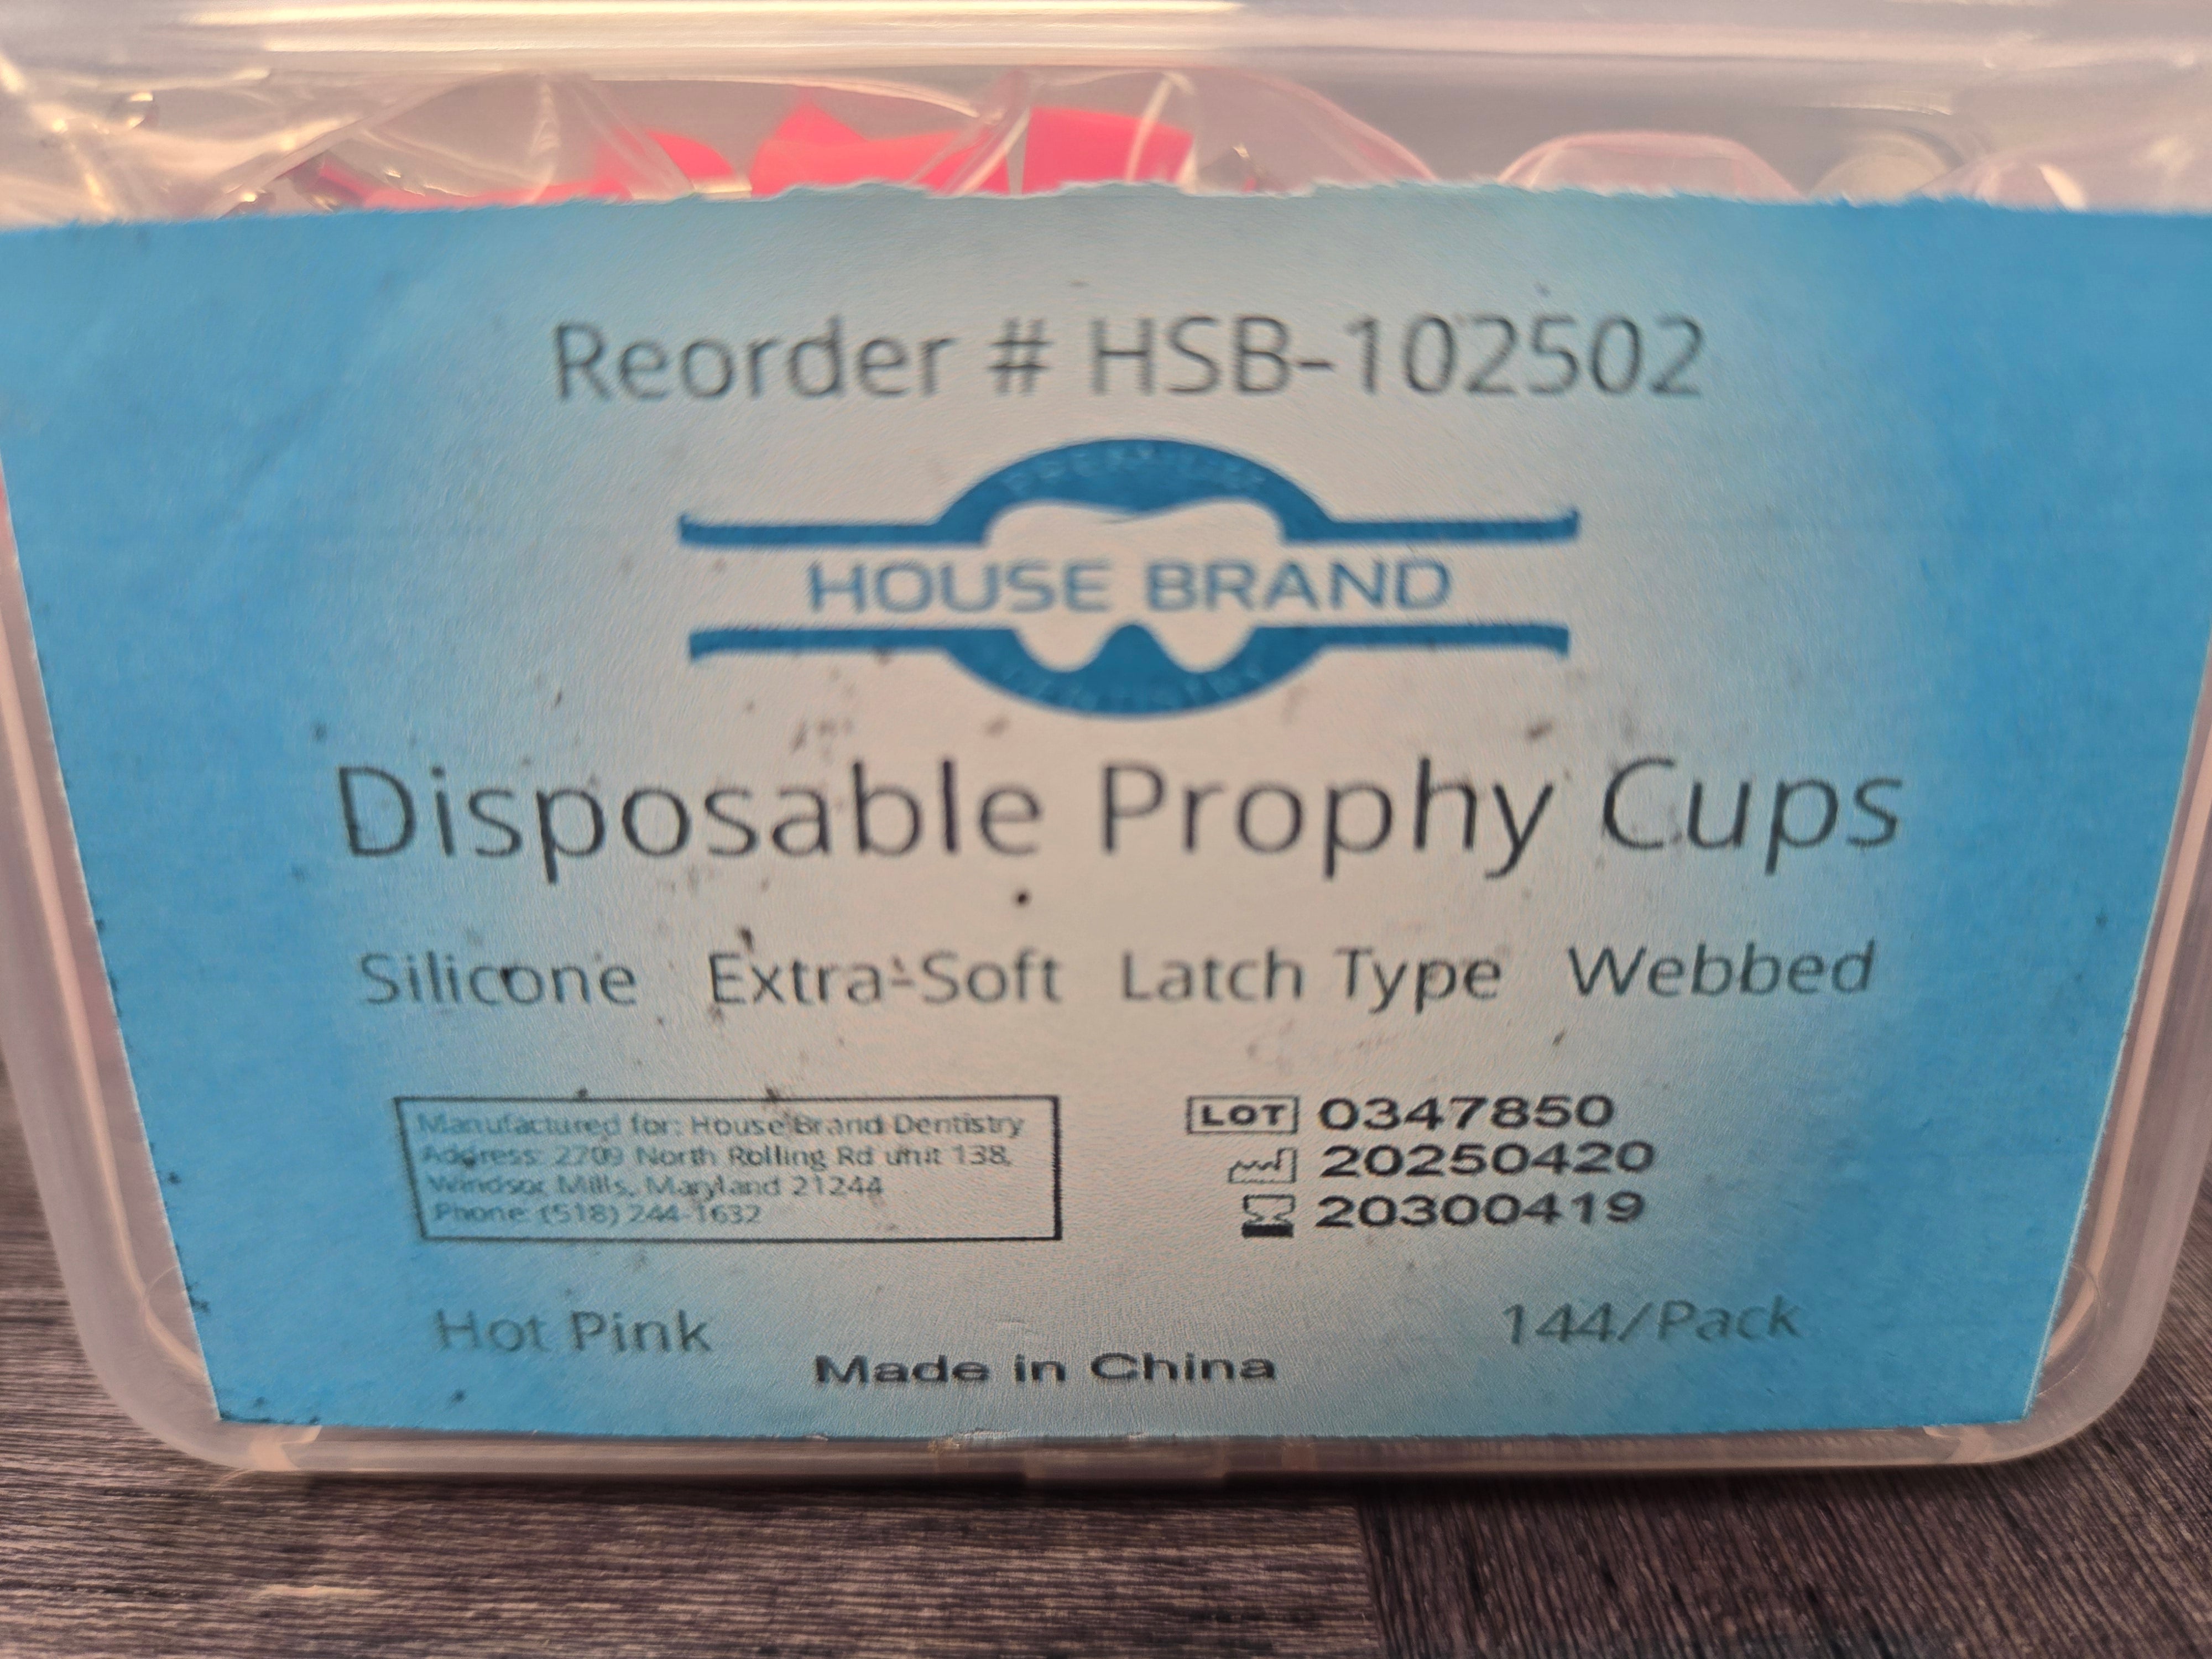 Reorder # HSB-102502
HOUSE BRAND
Disposable Prophy Cups
Silicone Extra-Soft Latch Type Webbed
Manufactured for: House Brand Dentistry
Address: 2709 North Rolling Rd unit 138,
Windsor Mills, Maryland 21244
Phone: (518) 244-1632
LOT 0347850
20250420
20300419
Hot Pink
144/Pack
Made in China